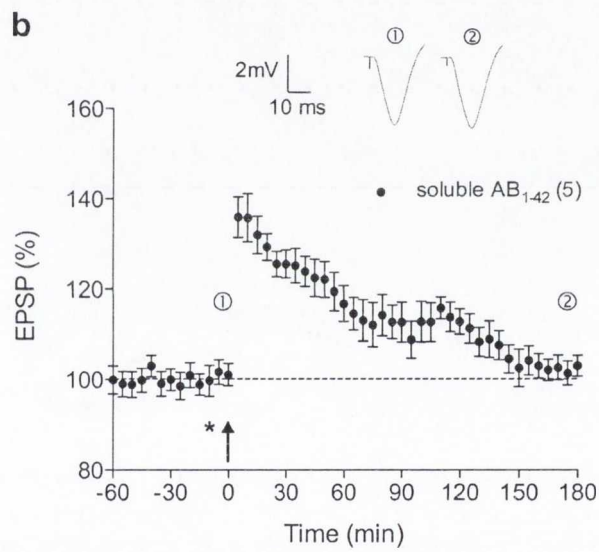 b
① ②
2mV
10 ms
160
140
120
100
80
EPSP (%)
soluble AB1-42 (5)
① ②
*
-60 -30 0 30 60 90 120 150 180
Time (min)